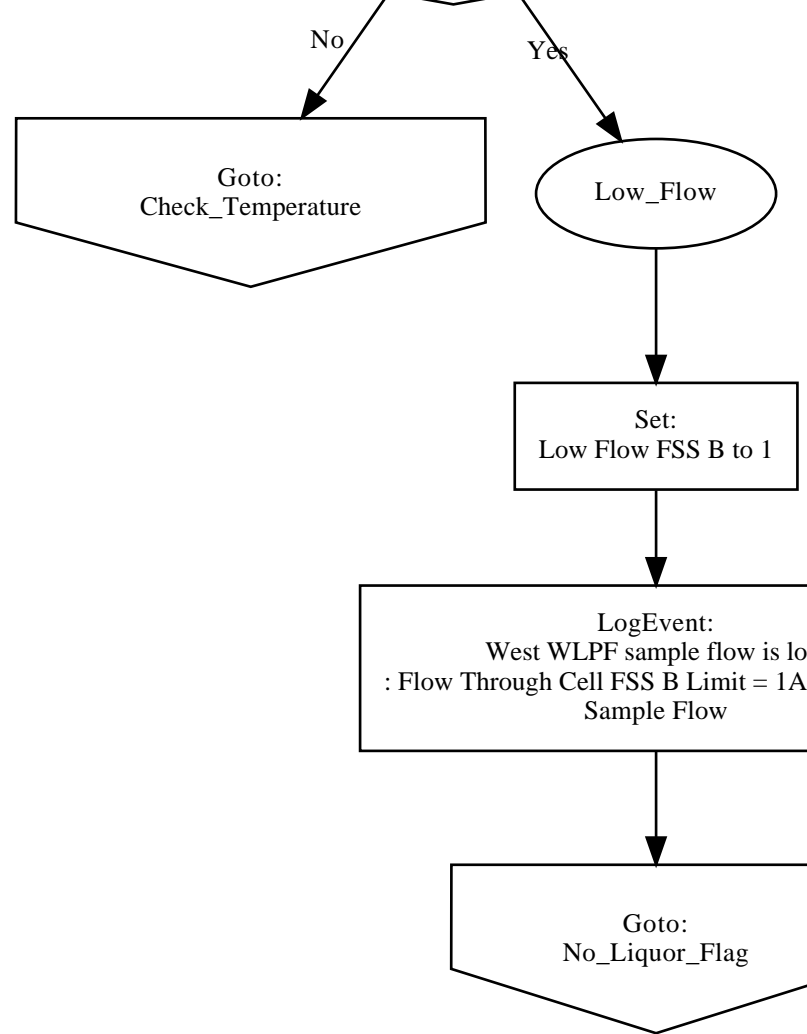 No
Yes
Goto:
Check_Temperature
Low_Flow
Set:
Low Flow FSS B to 1
LogEvent:
West WLPF sample flow is lo
: Flow Through Cell FSS B Limit = 1A
Sample Flow
Goto:
No_Liquor_Flag